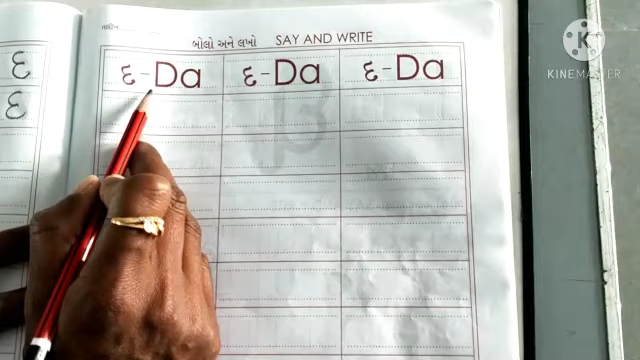 તારીખ
બોલો અને લખો SAY AND WRITE
દ-Da દ-Da દ-Da
દ
દ
KINEMASTER